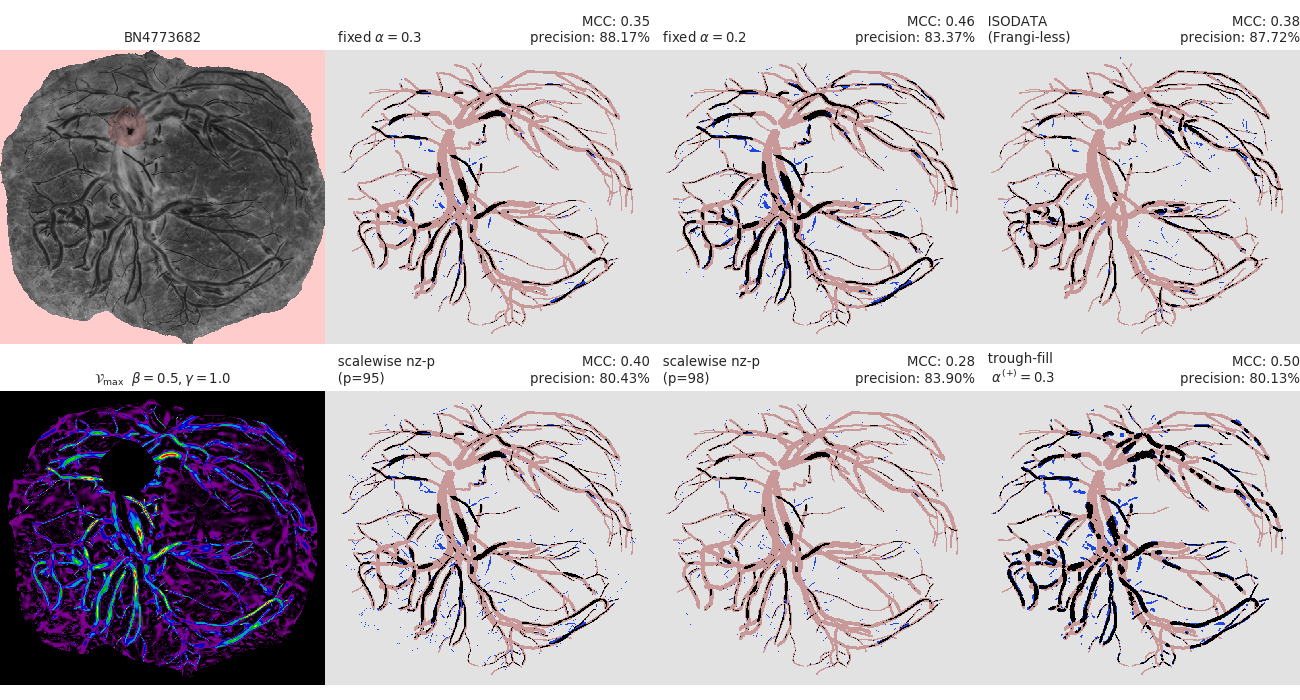 BN4773682
fixed α = 0.3
MCC: 0.35
precision: 88.17%
fixed α = 0.2
MCC: 0.46
precision: 83.37%
ISODATA
(Frangi-less)
MCC: 0.38
precision: 87.72%
𝒱max β = 0.5, γ = 1.0
scalewise nz-p
(p=95)
MCC: 0.40
precision: 80.43%
scalewise nz-p
(p=98)
MCC: 0.28
precision: 83.90%
trough-fill
α(+) = 0.3
MCC: 0.50
precision: 80.13%